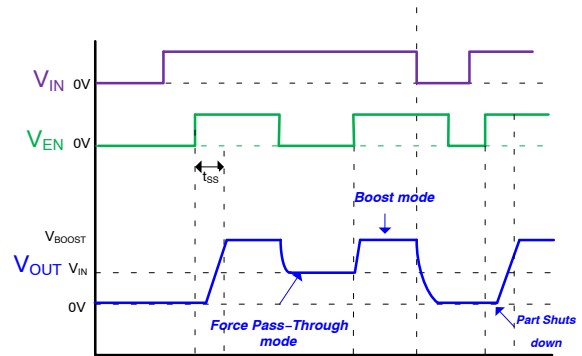 VIN 0V
VEN 0V
tSS
Boost mode
VBOOST
VOUT VIN
0V
Force Pass-Through
mode
Part Shuts
down